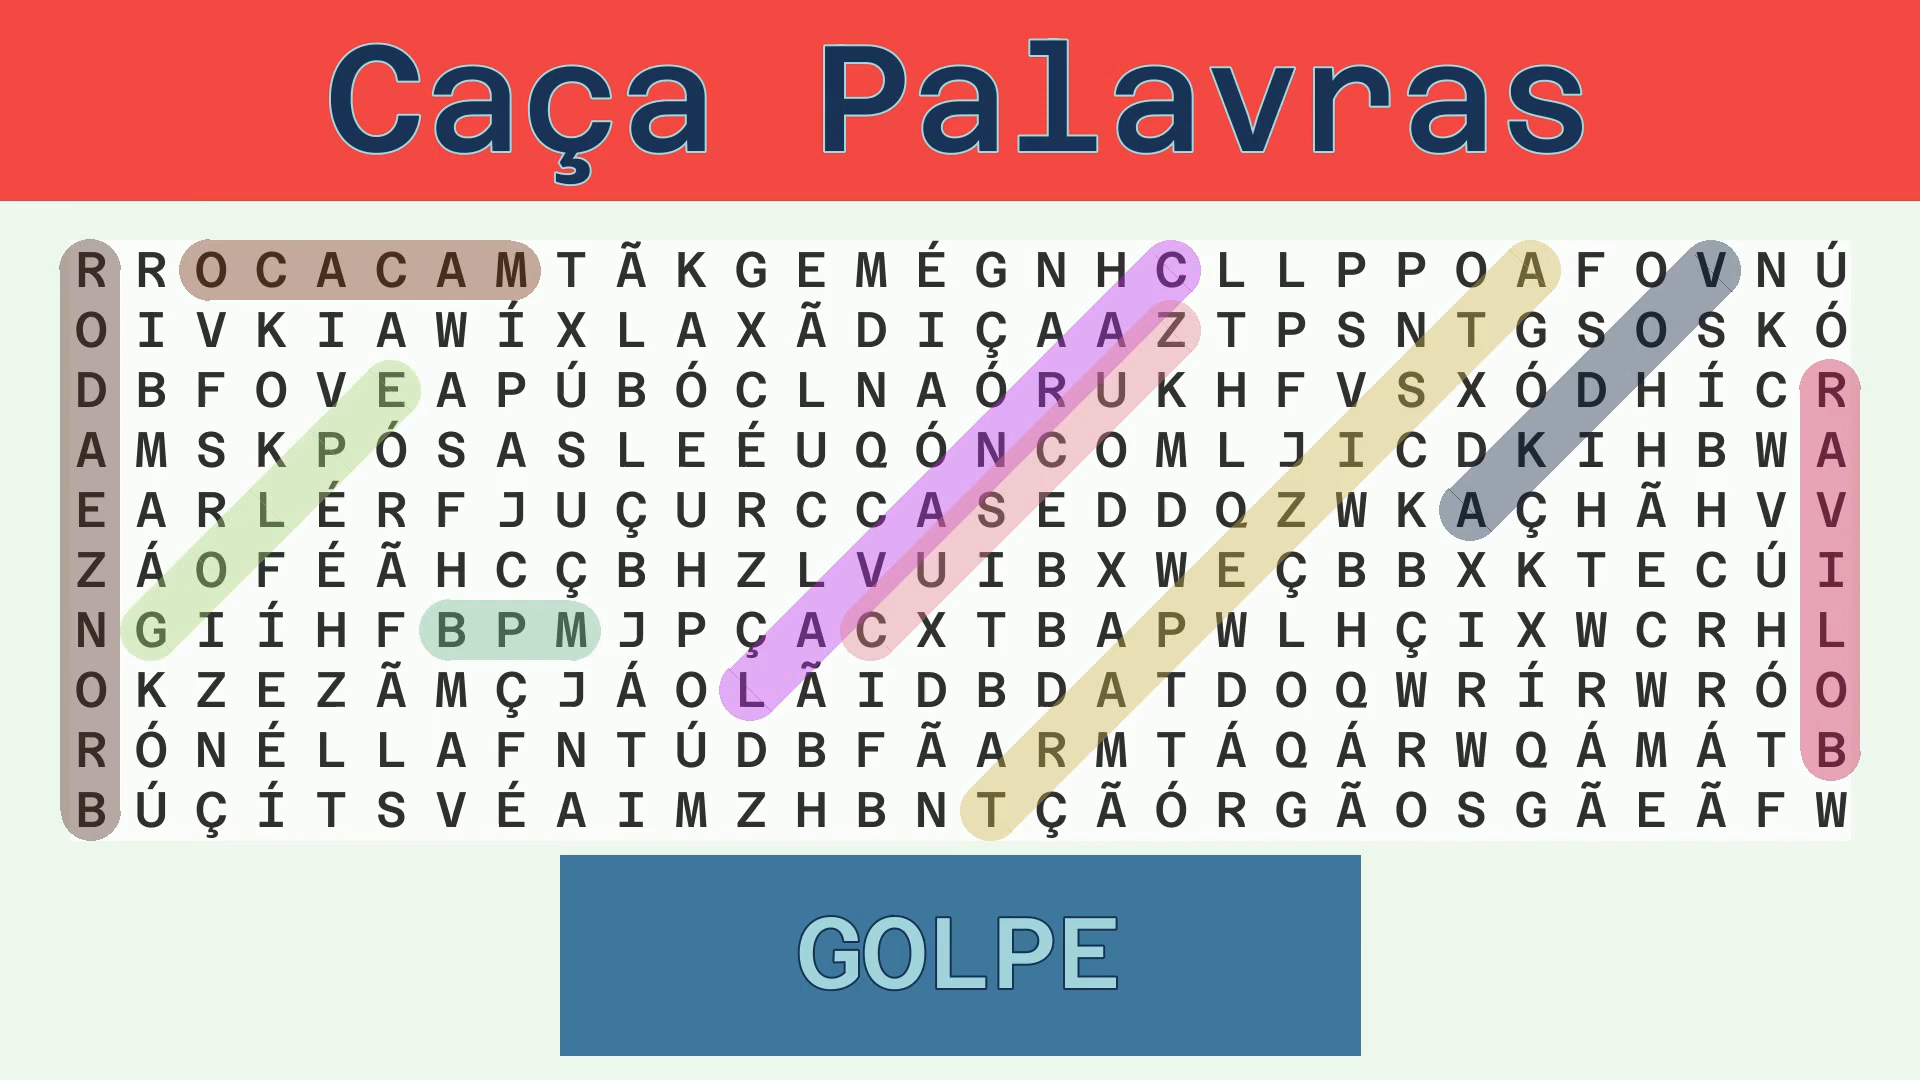 Caça Palavras
R R O C A C A M T Ã K G E M É G N H C L L P P O A F O V N Ú
O I V K I A W Í X L A X Ã D I Ç A A Z T P S N T G S O S K Ó
D B F O V E A P Ú B Ó C L N A Ó R U K H F V S X Ó D H Í C R
A M S K P Ó S A S L E É U Q Ó N C O M L J I C D K I H B W A
E A R L É R F J U Ç U R C C A S E D D Q Z W K A Ç H Ã H V V
Z Á O F É Ã H C Ç B H Z L V U I B X W E Ç B B X K T E C Ú I
N G I Í H F B P M J P Ç A C X T B A P W L H Ç I X W C R H L
O K Z E Z Ã M Ç J Á O L Ã I D B D A T D O Q W R Í R W R Ó O
R Ó N É L L A F N T Ú D B F Ã A R M T Á Q Á R W Q Á M Á T B
B Ú Ç Í T S V É A I M Z H B N T Ç Ã Ó R G Ã O S G Ã E Ã F W
GOLPE